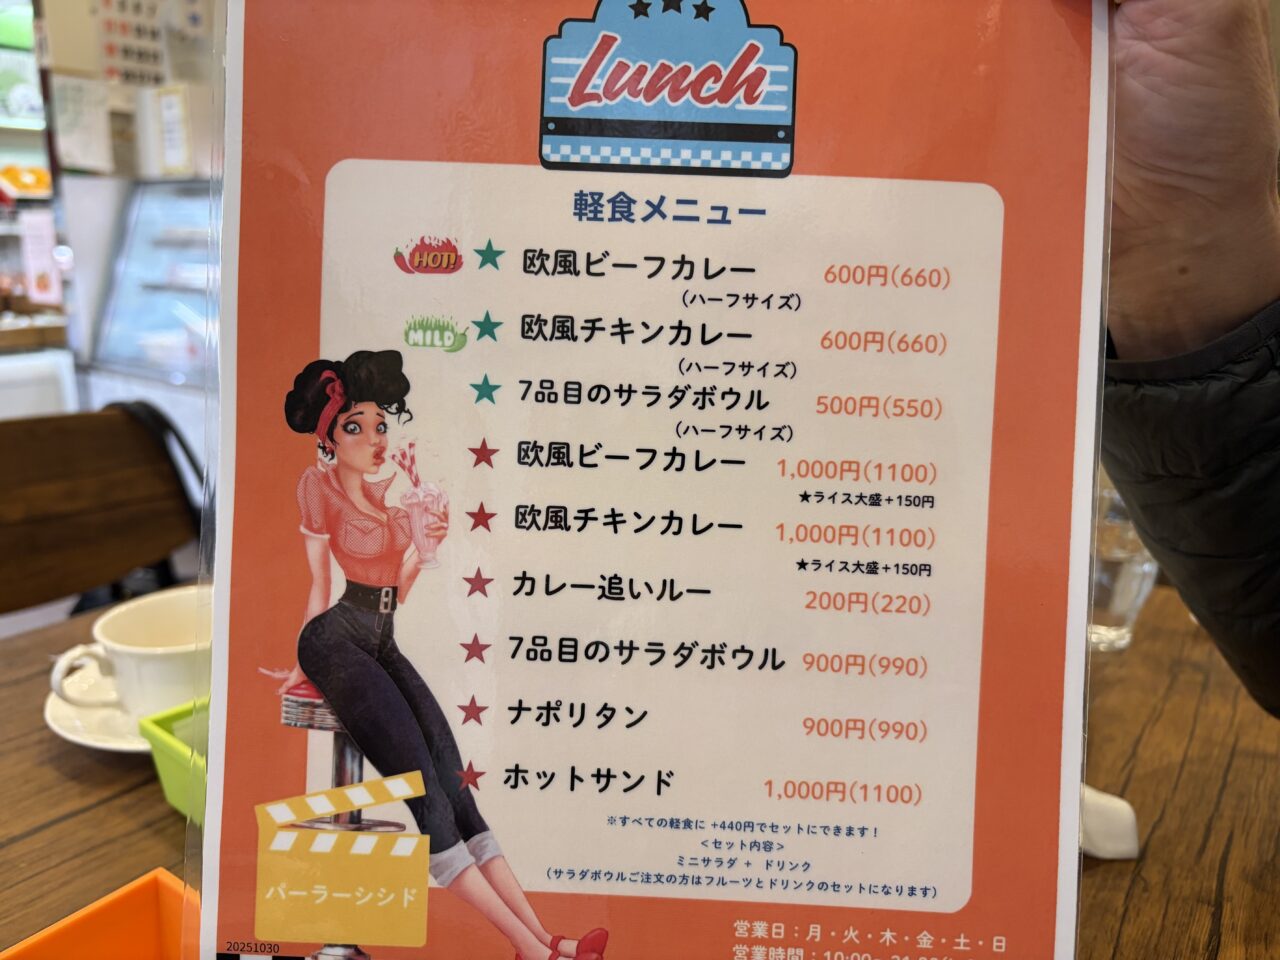 Lunch
軽食メニュー
HOT! ★ 欧風ビーフカレー 600円(660)
(ハーフサイズ)
MILD ★ 欧風チキンカレー 600円(660)
(ハーフサイズ)
★ 7品目のサラダボウル 500円(550)
(ハーフサイズ)
★ 欧風ビーフカレー 1,000円(1100)
★ライス大盛+150円
★ 欧風チキンカレー 1,000円(1100)
★ライス大盛+150円
★ カレー追いルー 200円(220)
★ 7品目のサラダボウル 900円(990)
★ ナポリタン 900円(990)
★ ホットサンド 1,000円(1100)
※すべての軽食に +440円でセットにできます!
<セット内容>
ミニサラダ + ドリンク
(サラダボウルご注文の方はフルーツとドリンクのセットになります)
パーラーシシド
20251030
営業日:月・火・木・金・土・日
営業時間:10:00